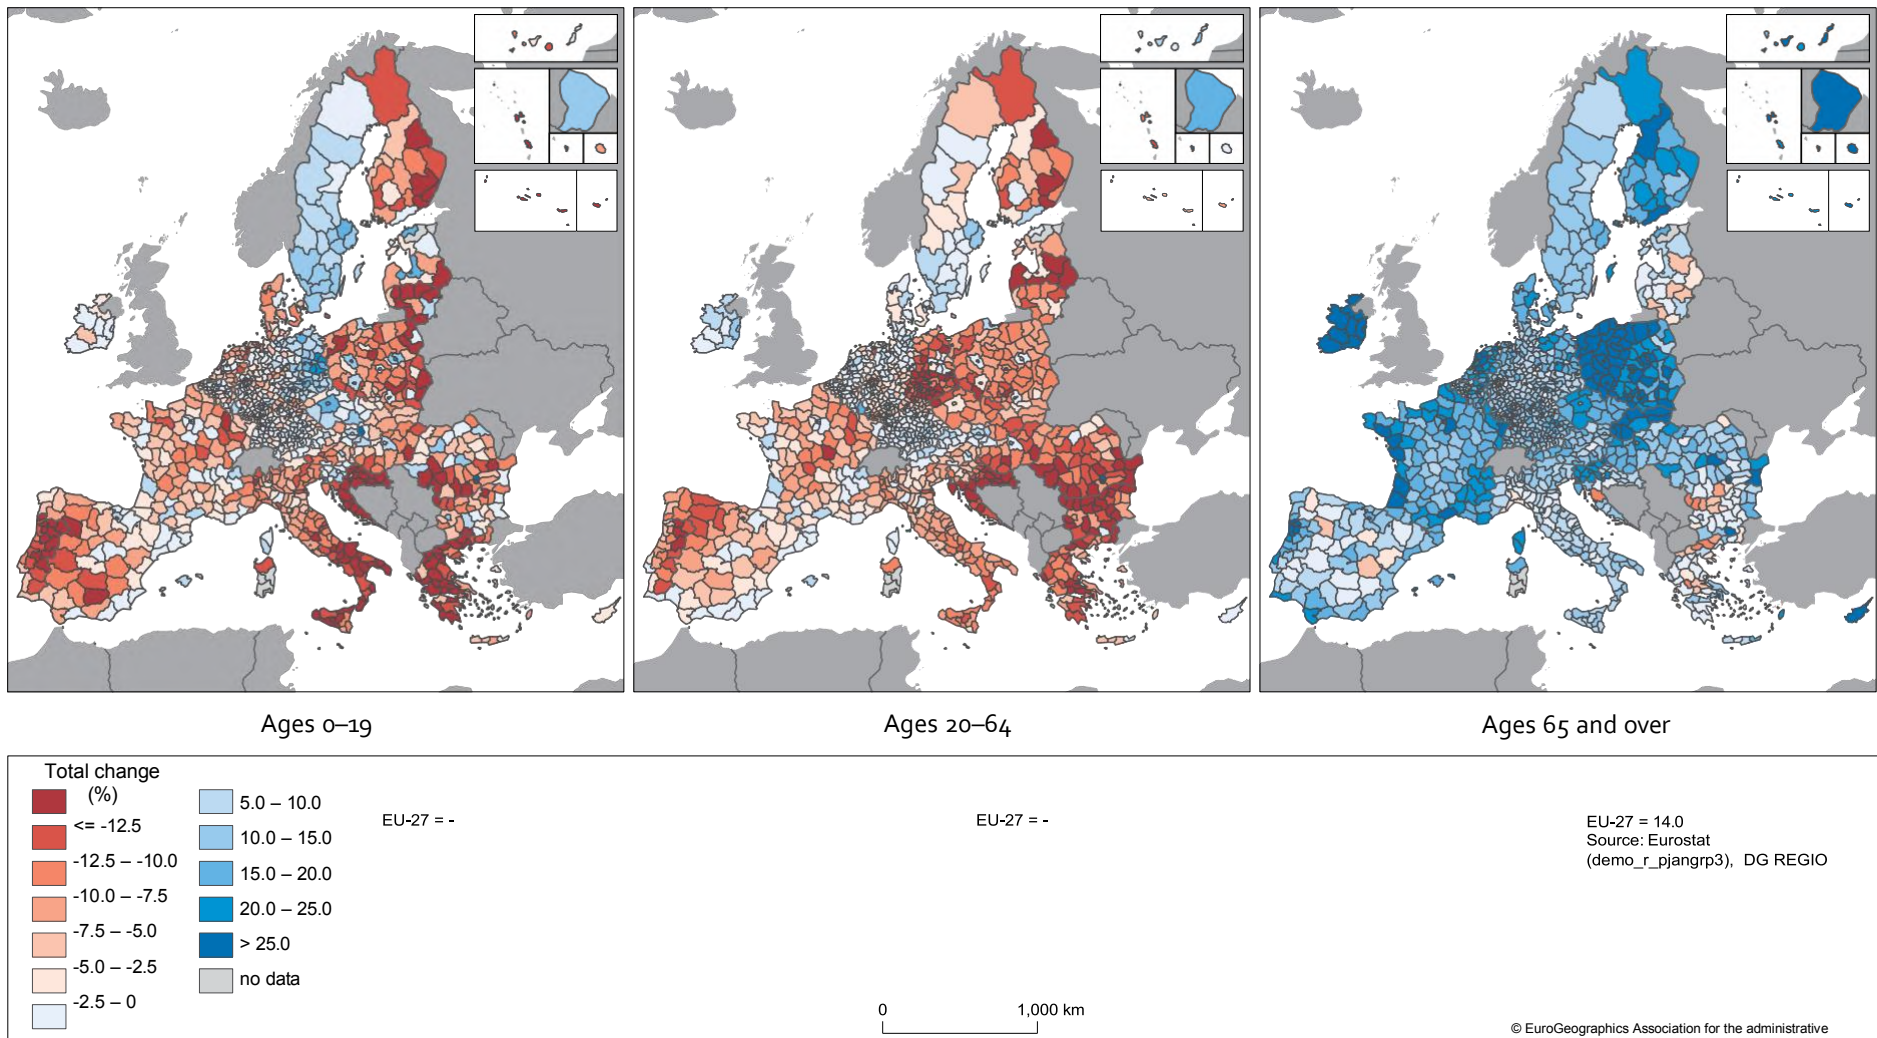 Ages 0–19
Ages 20–64
Ages 65 and over
Total change
(%)
<= -12.5
-12.5 – -10.0
-10.0 – -7.5
-7.5 – -5.0
-5.0 – -2.5
-2.5 – 0
5.0 – 10.0
10.0 – 15.0
15.0 – 20.0
20.0 – 25.0
> 25.0
no data
EU-27 = -
EU-27 = -
EU-27 = 14.0
Source: Eurostat
(demo_r_pjangrp3), DG REGIO
0 1,000 km
© EuroGeographics Association for the administrative